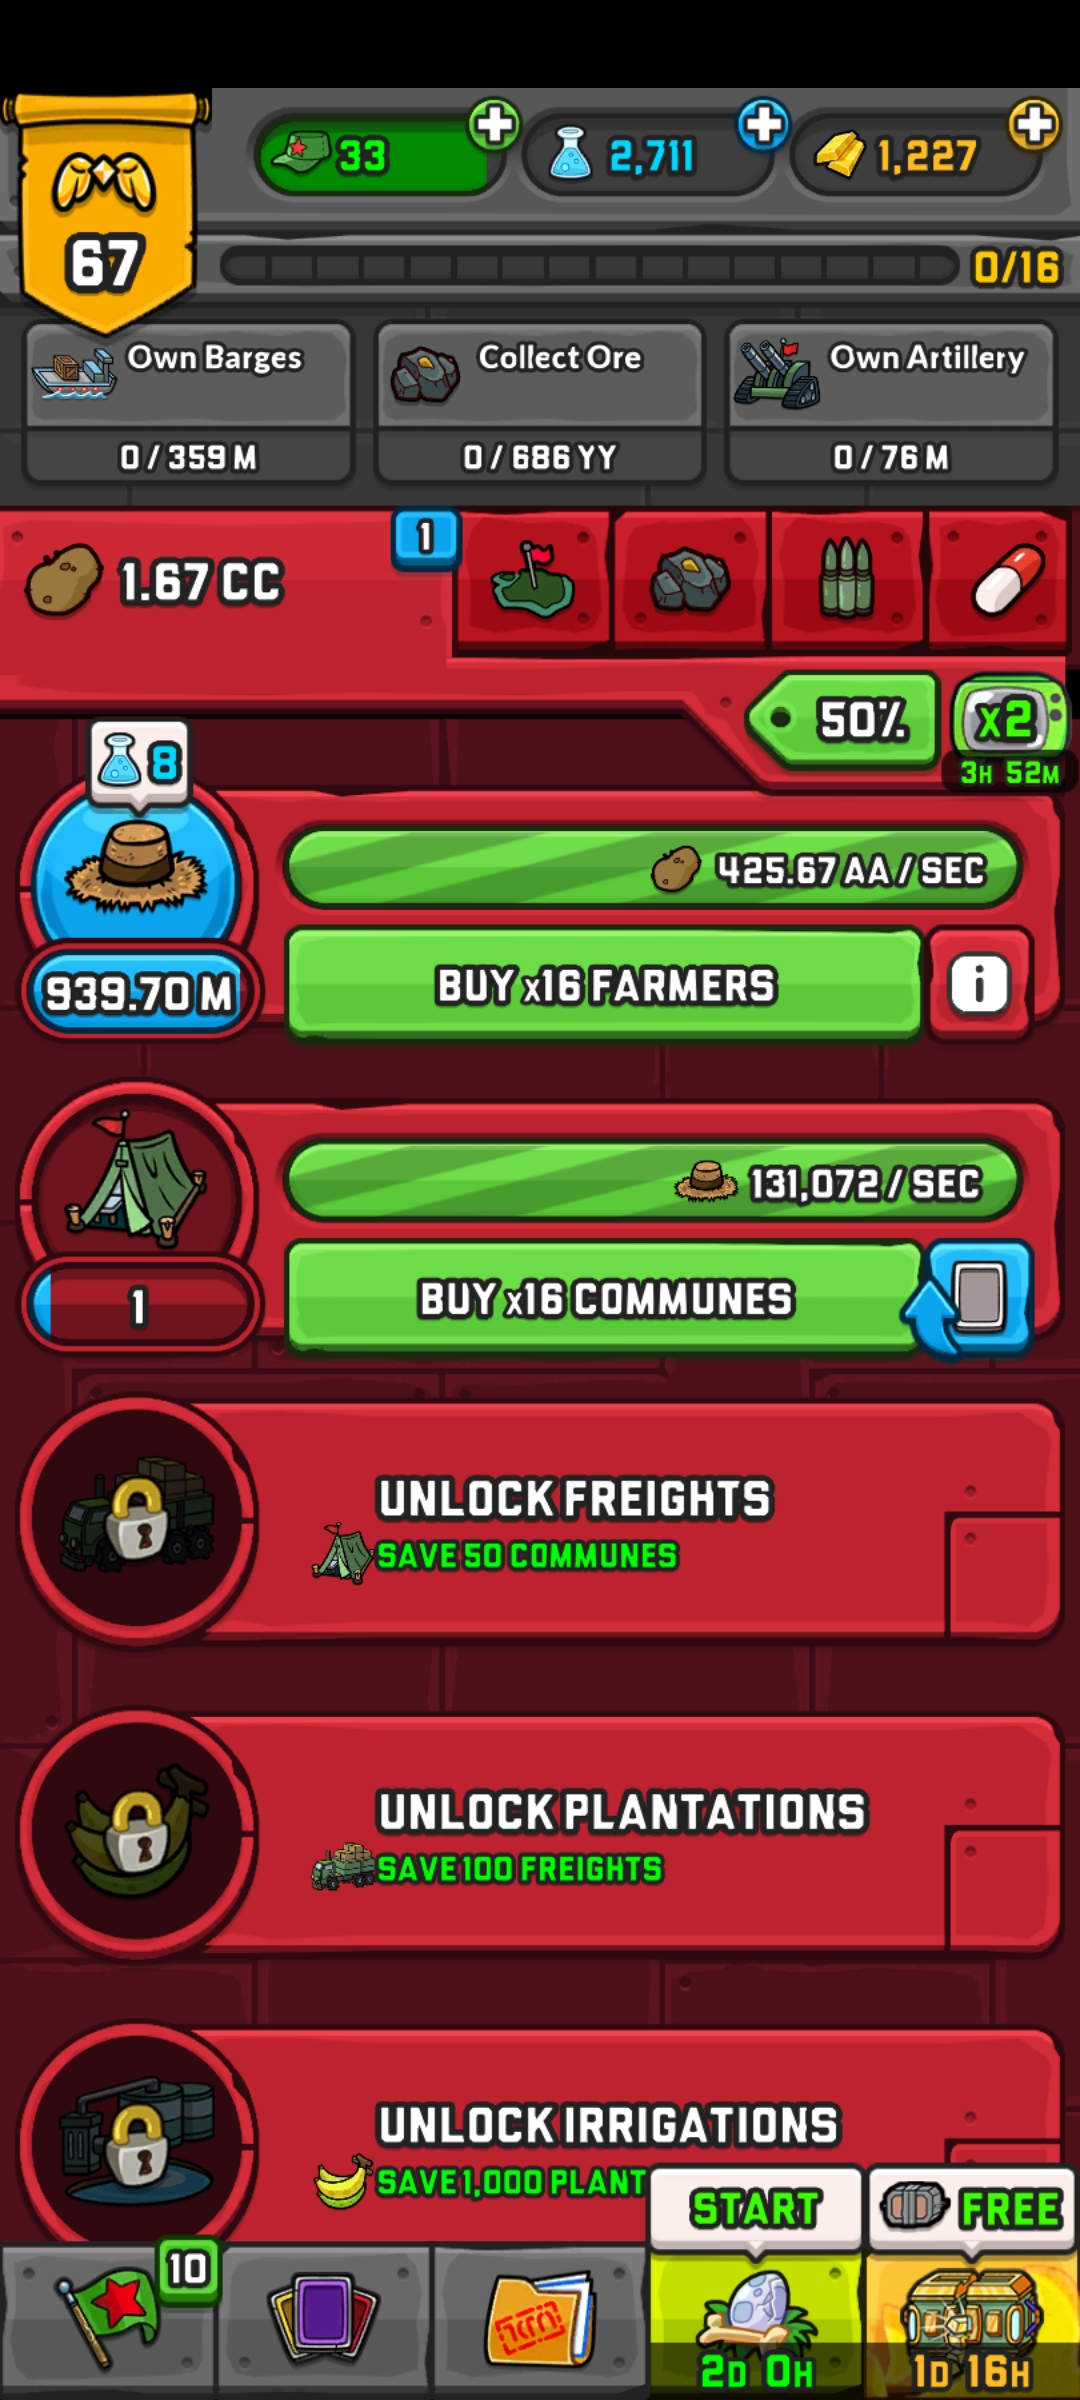 33
2,711
1,227
67
0/16
Own Barges
0 / 359 M
Collect Ore
0 / 686 YY
Own Artillery
0 / 76 M
1.67 CC
1
50%
x2
3H 52M
8
425.67 AA / SEC
939.70 M
BUY x16 FARMERS
i
131,072 / SEC
1
BUY x16 COMMUNES
UNLOCK FREIGHTS
SAVE 50 COMMUNES
UNLOCK PLANTATIONS
SAVE 100 FREIGHTS
UNLOCK IRRIGATIONS
SAVE 1,000 PLANT
START
FREE
10
2D 0H
1D 16H